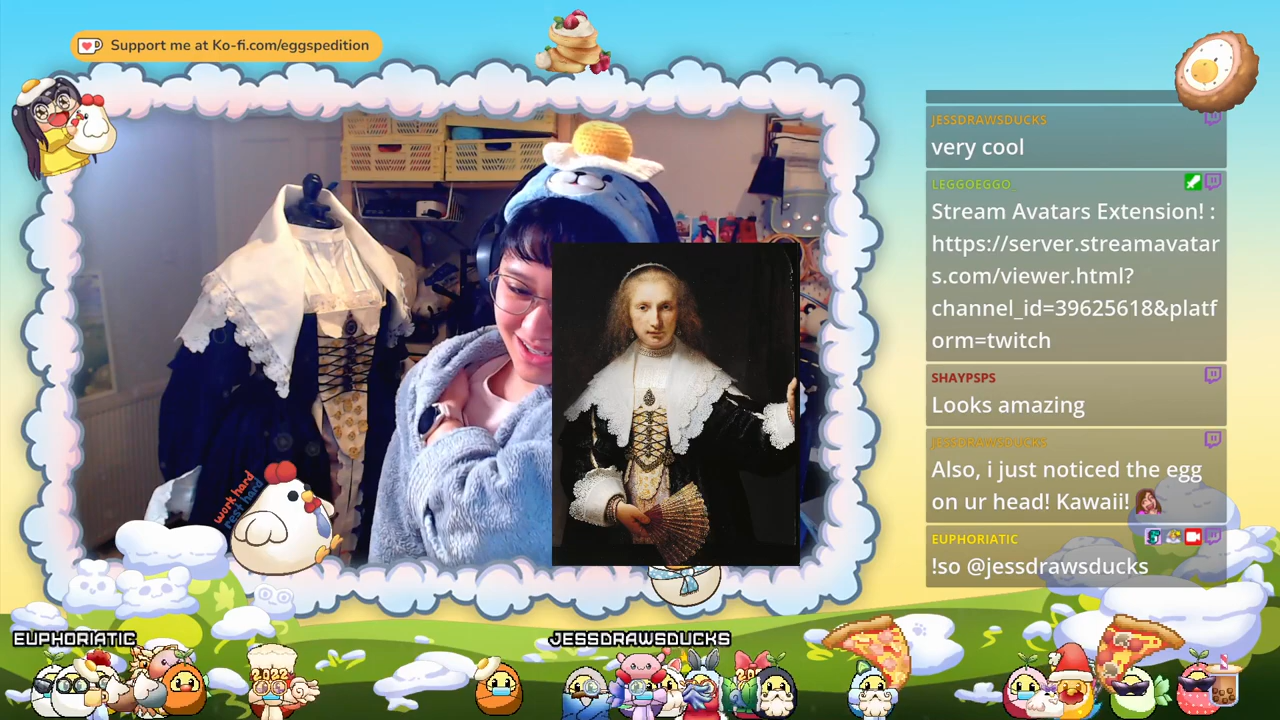 Support me at Ko-fi.com/eggspedition
JESSDRAWSDUCKS
very cool
LEGGOEGGO
Stream Avatars Extension! :
https://server.streamavatar
s.com/viewer.html?
channel_id=39625618&platf
orm=twitch
SHAYPSPS
Looks amazing
JESSDRAWSDUCKS
Also, i just noticed the egg
on ur head! Kawaii!
EUPHORIATIC
!so @jessdrawsducks
work hard
rest hard
EUPHORIATIC
JESSDRAWSDUCKS
2022